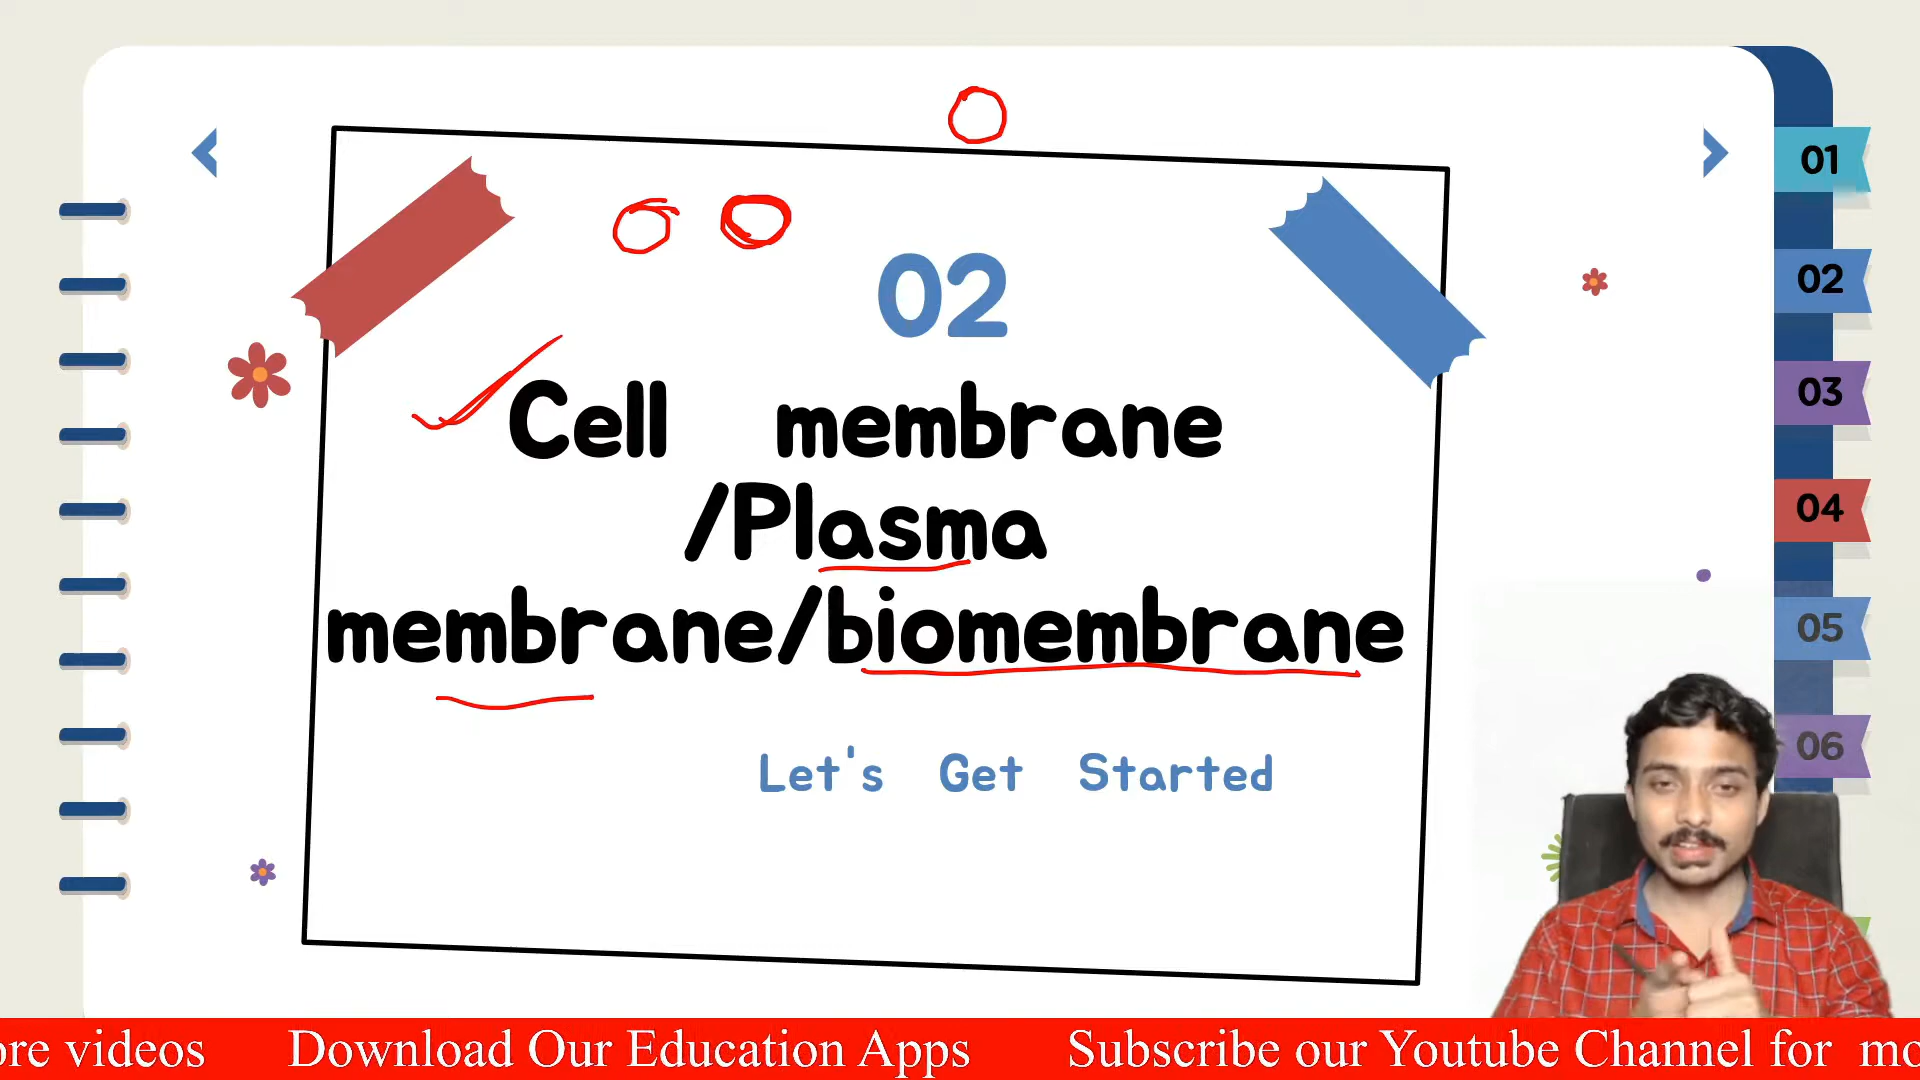 01
02
02
03
Cell membrane
04
/Plasma
membrane/biomembrane
05
06
Let's Get Started
ore videos Download Our Education Apps Subscribe our Youtube Channel for mo